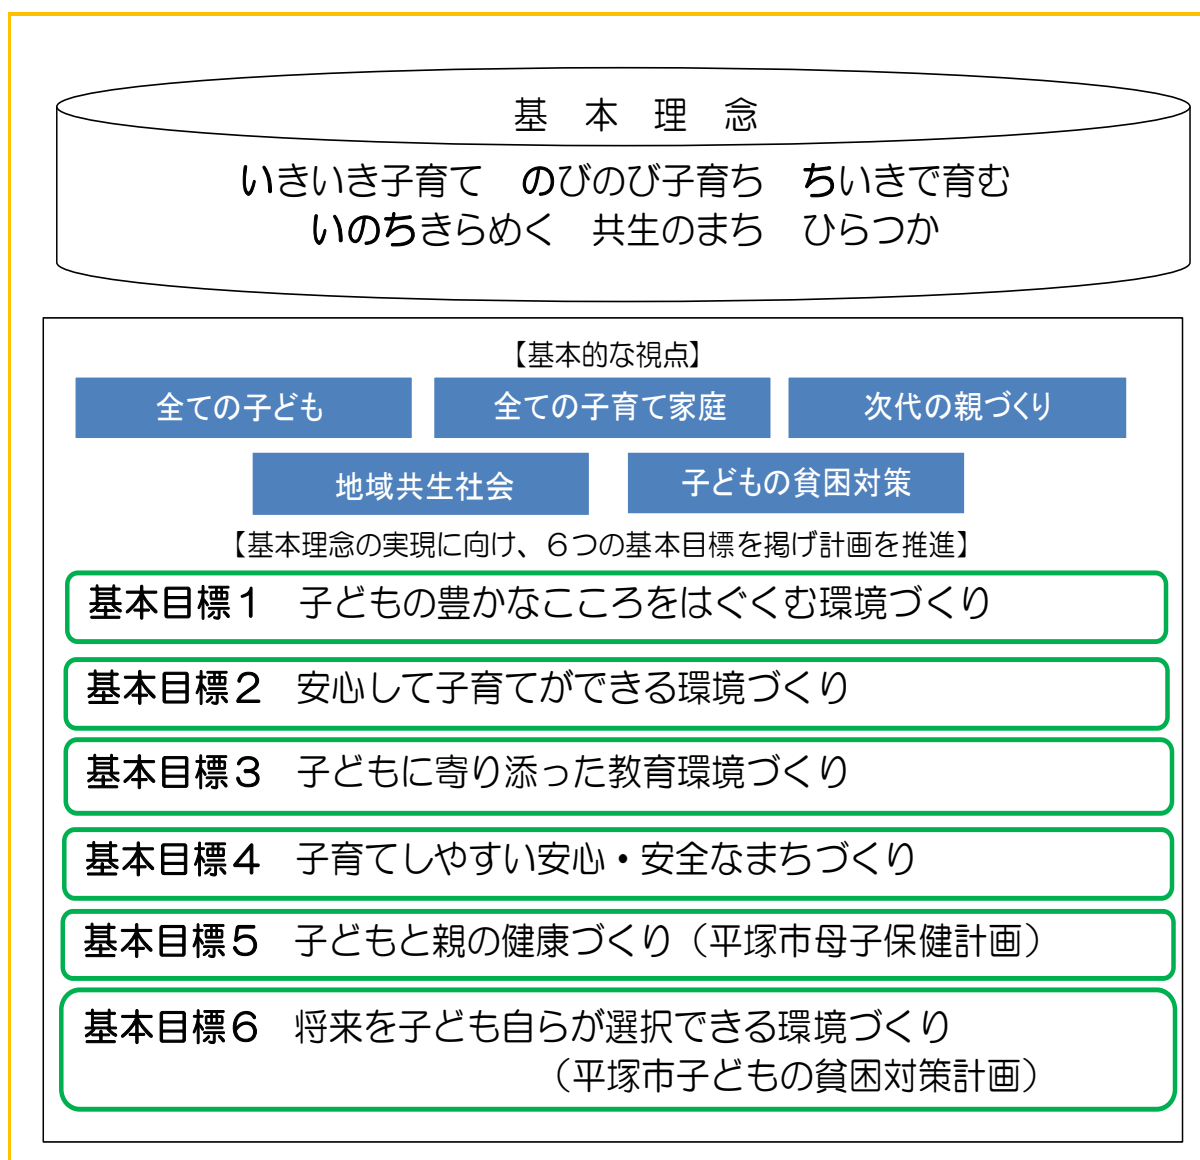 基　本　理　念
いきいき子育て　のびのび子育ち　ちいきで育む
いのちきらめく　共生のまち　ひらつか
【基本的な視点】
全ての子ども　全ての子育て家庭　次代の親づくり
地域共生社会　子どもの貧困対策
【基本理念の実現に向け、６つの基本目標を掲げ計画を推進】
基本目標１　子どもの豊かなこころをはぐくむ環境づくり
基本目標２　安心して子育てができる環境づくり
基本目標３　子どもに寄り添った教育環境づくり
基本目標４　子育てしやすい安心・安全なまちづくり
基本目標５　子どもと親の健康づくり（平塚市母子保健計画）
基本目標６　将来を子ども自らが選択できる環境づくり
（平塚市子どもの貧困対策計画）